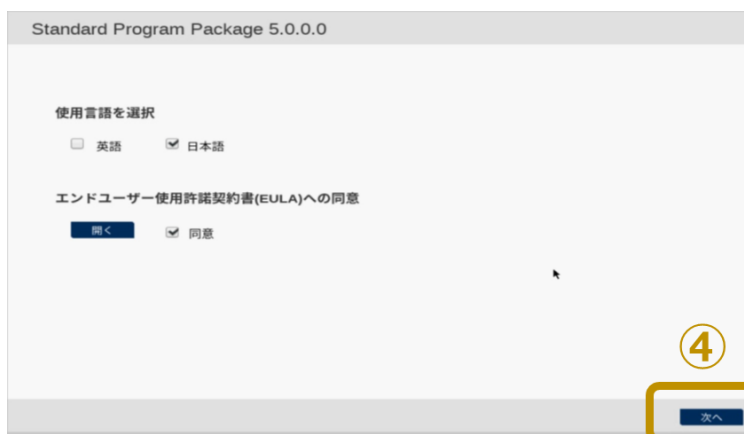 Standard Program Package 5.0.0.0
使用言語を選択
英語 日本語
エンドユーザー使用許諾契約書(EULA)への同意
開く 同意
④
次へ